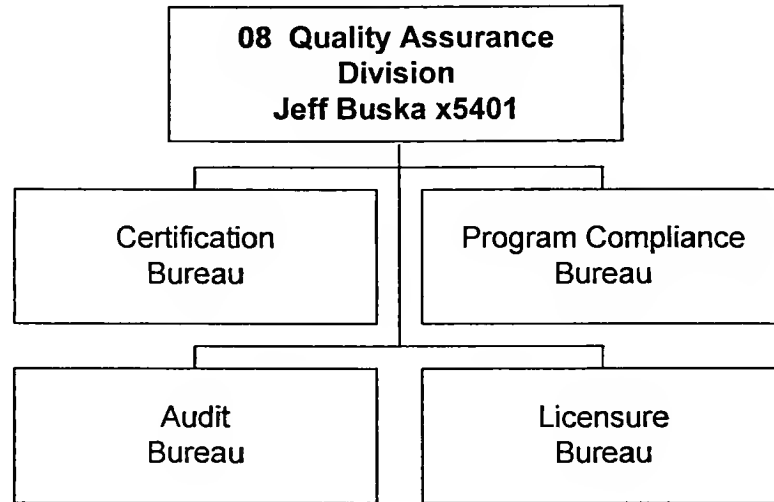 08 Quality Assurance
Division
Jeff Buska x5401
Certification
Bureau
Program Compliance
Bureau
Audit
Bureau
Licensure
Bureau